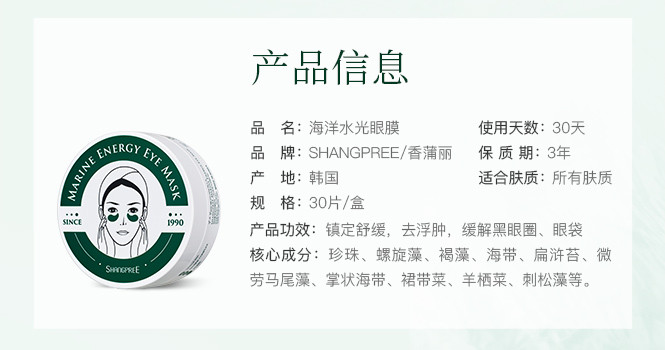 产品信息
品 名：海洋水光眼膜
使用天数：30天
品 牌：SHANGPREE/香蒲丽
保 质 期：3年
产 地：韩国
适合肤质：所有肤质
规 格：30片/盒
产品功效：镇定舒缓，去浮肿，缓解黑眼圈、眼袋
核心成分：珍珠、螺旋藻、褐藻、海带、扁浒苔、微
劳马尾藻、掌状海带、裙带菜、羊栖菜、刺松藻等。
MARINE ENERGY EYE MASK
SINCE 1990
SHANGPREE